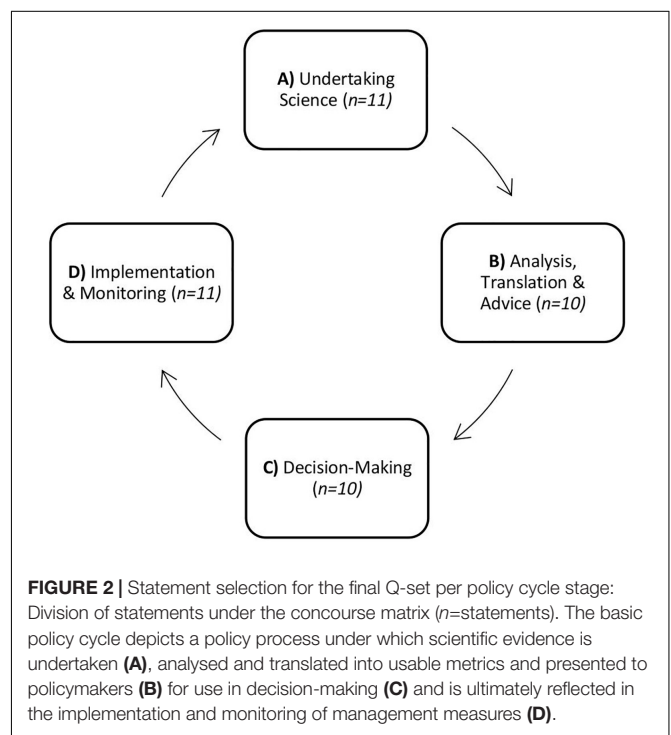 A) Undertaking
Science (n=11)
B) Analysis,
Translation &
Advice (n=10)
C) Decision-Making
(n=10)
D) Implementation
& Monitoring (n=11)
FIGURE 2 | Statement selection for the final Q-set per policy cycle stage:
Division of statements under the concourse matrix (n=statements). The basic
policy cycle depicts a policy process under which scientific evidence is
undertaken (A), analysed and translated into usable metrics and presented to
policymakers (B) for use in decision-making (C) and is ultimately reflected in
the implementation and monitoring of management measures (D).